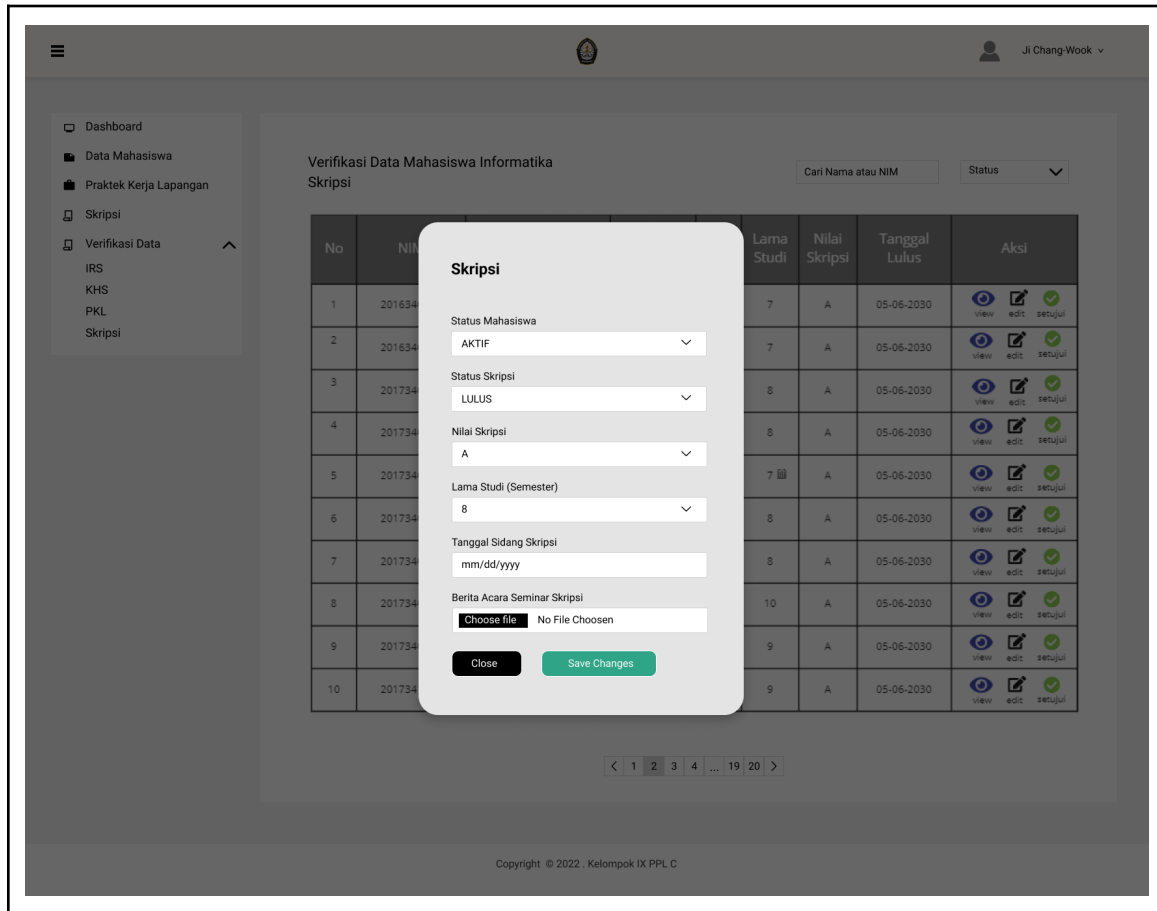 Ji Chang-Wook
Dashboard
Data Mahasiswa
Praktek Kerja Lapangan
Skripsi
Verifikasi Data
IRS
KHS
PKL
Skripsi
Verifikasi Data Mahasiswa Informatika
Skripsi
Cari Nama atau NIM
Status
No Lama Studi Nilai Skripsi Tanggal Lulus Aksi
1 7 A 05-06-2030 view edit setujui
2 7 A 05-06-2030 view edit setujui
3 8 A 05-06-2030 view edit setujui
4 8 A 05-06-2030 view edit setujui
5 7 A 05-06-2030 view edit setujui
6 8 A 05-06-2030 view edit setujui
7 8 A 05-06-2030 view edit setujui
8 10 A 05-06-2030 view edit setujui
9 9 A 05-06-2030 view edit setujui
10 9 A 05-06-2030 view edit setujui
Skripsi
Status Mahasiswa
AKTIF
Status Skripsi
LULUS
Nilai Skripsi
A
Lama Studi (Semester)
8
Tanggal Sidang Skripsi
mm/dd/yyyy
Berita Acara Seminar Skripsi
Choose file No File Choosen
Close Save Changes
< 1 2 3 4 ... 19 20 >
Copyright © 2022 . Kelompok IX PPL C